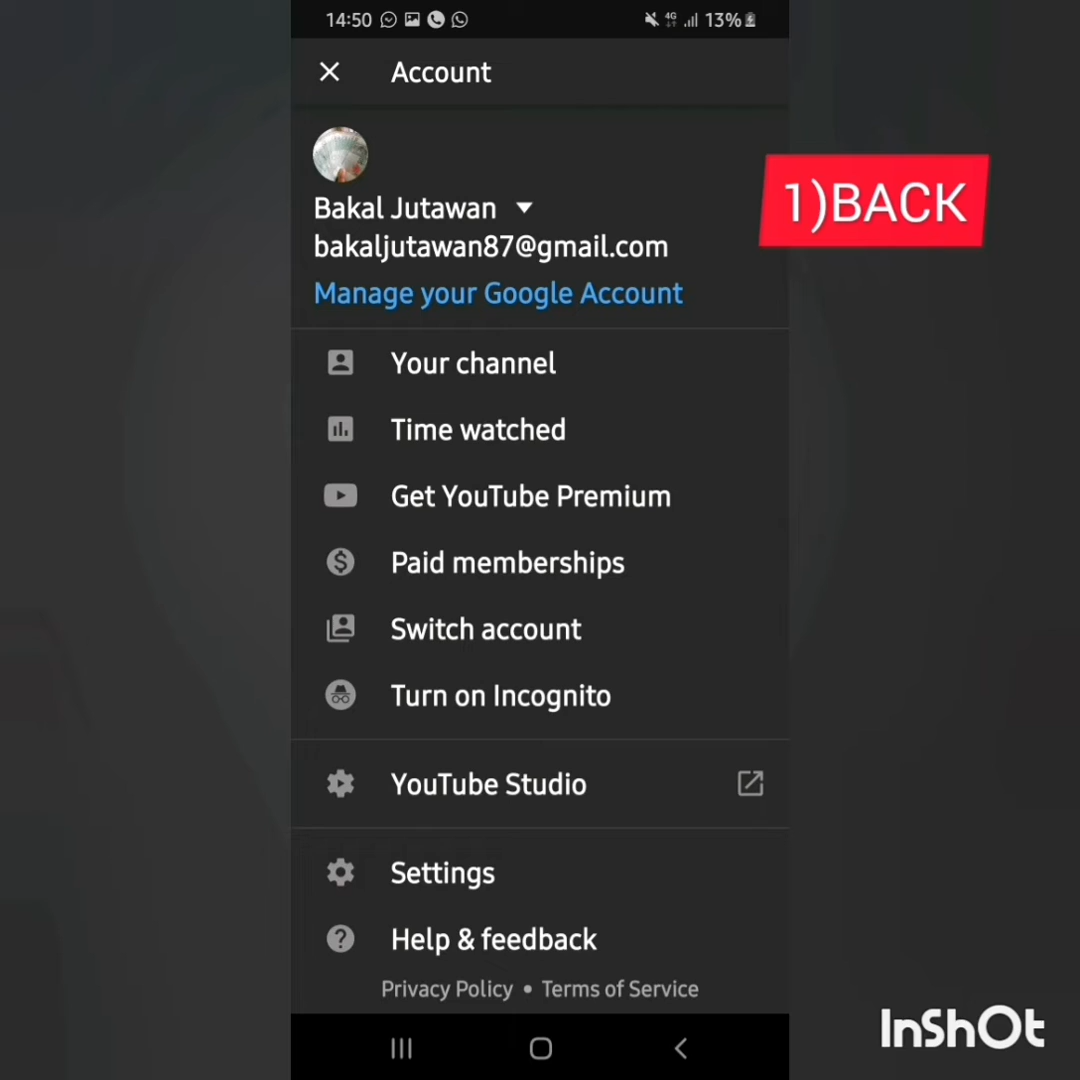 14:50 4G 13%
Account
1)BACK
Bakal Jutawan
bakaljutawan87@gmail.com
Manage your Google Account
Your channel
Time watched
Get YouTube Premium
Paid memberships
Switch account
Turn on Incognito
YouTube Studio
Settings
Help & feedback
Privacy Policy • Terms of Service
InShOt